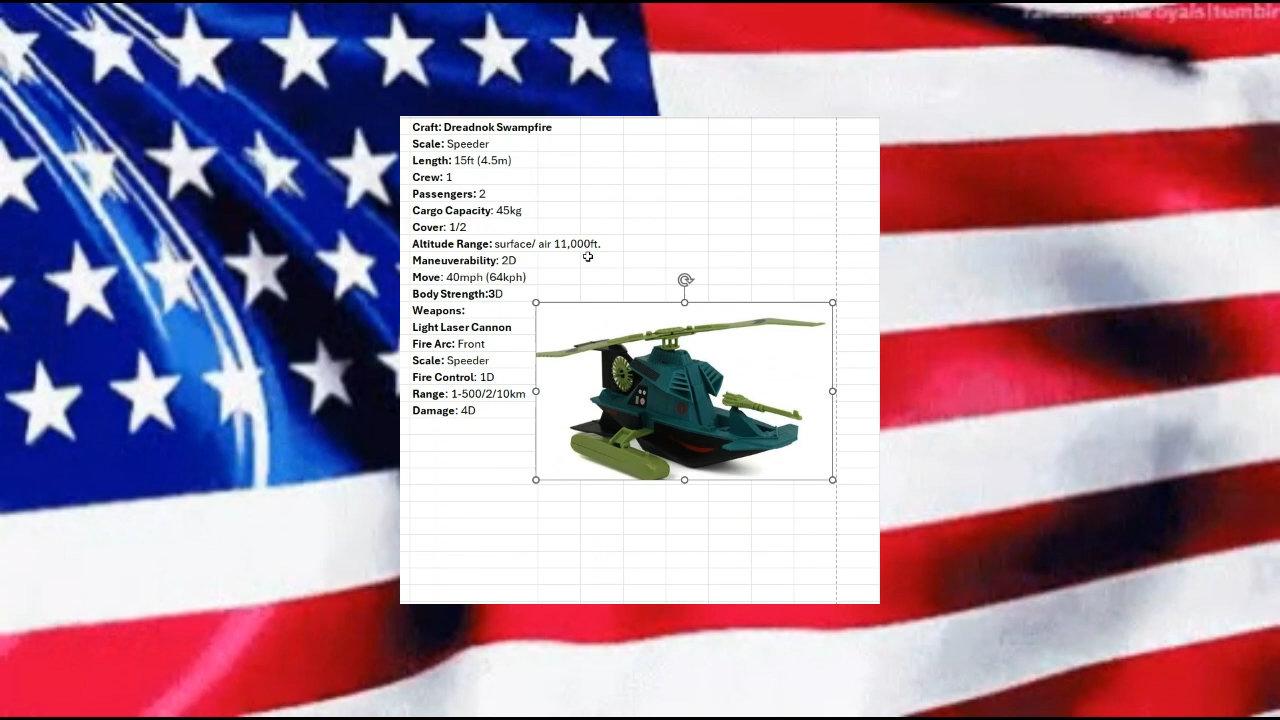 Craft: Dreadnok Swampfire
Scale: Speeder
Length: 15ft (4.5m)
Crew: 1
Passengers: 2
Cargo Capacity: 45kg
Cover: 1/2
Altitude Range: surface/ air 11,000ft.
Maneuverability: 2D
Move: 40mph (64kph)
Body Strength:3D
Weapons:
Light Laser Cannon
Fire Arc: Front
Scale: Speeder
Fire Control: 1D
Range: 1-500/2/10km
Damage: 4D